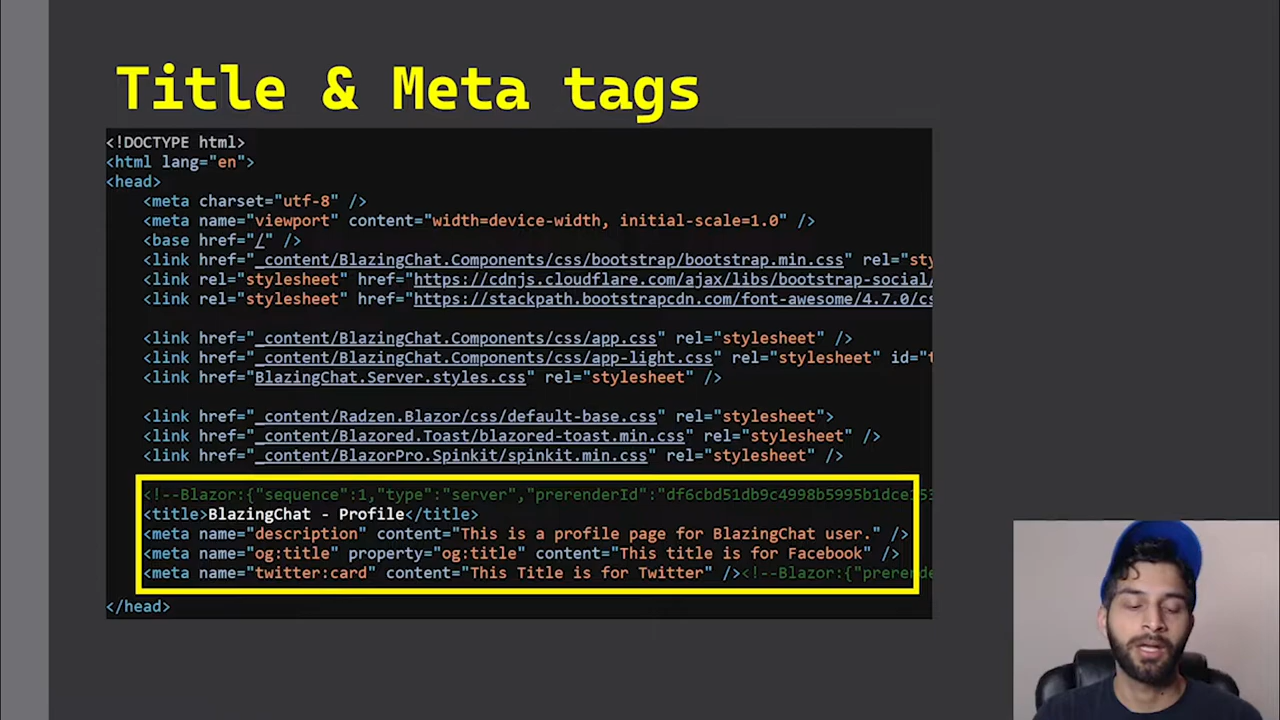 Title & Meta tags
<!DOCTYPE html>
<html lang="en">
<head>
<meta charset="utf-8" />
<meta name="viewport" content="width=device-width, initial-scale=1.0" />
<base href="/" />
<link href="_content/BlazingChat.Components/css/bootstrap/bootstrap.min.css" rel="sty
<link rel="stylesheet" href="https://cdnjs.cloudflare.com/ajax/libs/bootstrap-social/
<link rel="stylesheet" href="https://stackpath.bootstrapcdn.com/font-awesome/4.7.0/cs
<link href="_content/BlazingChat.Components/css/app.css" rel="stylesheet" />
<link href="_content/BlazingChat.Components/css/app-light.css" rel="stylesheet" id="t
<link href="BlazingChat.Server.styles.css" rel="stylesheet" />
<link href="_content/Radzen.Blazor/css/default-base.css" rel="stylesheet">
<link href="_content/Blazored.Toast/blazored-toast.min.css" rel="stylesheet" />
<link href="_content/BlazorPro.Spinkit/spinkit.min.css" rel="stylesheet" />
<!--Blazor:{"sequence":1,"type":"server","prerenderId":"df6cbd51db9c4998b5995b1dce153
<title>BlazingChat - Profile</title>
<meta name="description" content="This is a profile page for BlazingChat user." />
<meta name="og:title" property="og:title" content="This title is for Facebook" />
<meta name="twitter:card" content="This Title is for Twitter" /><!--Blazor:{"prerende
</head>